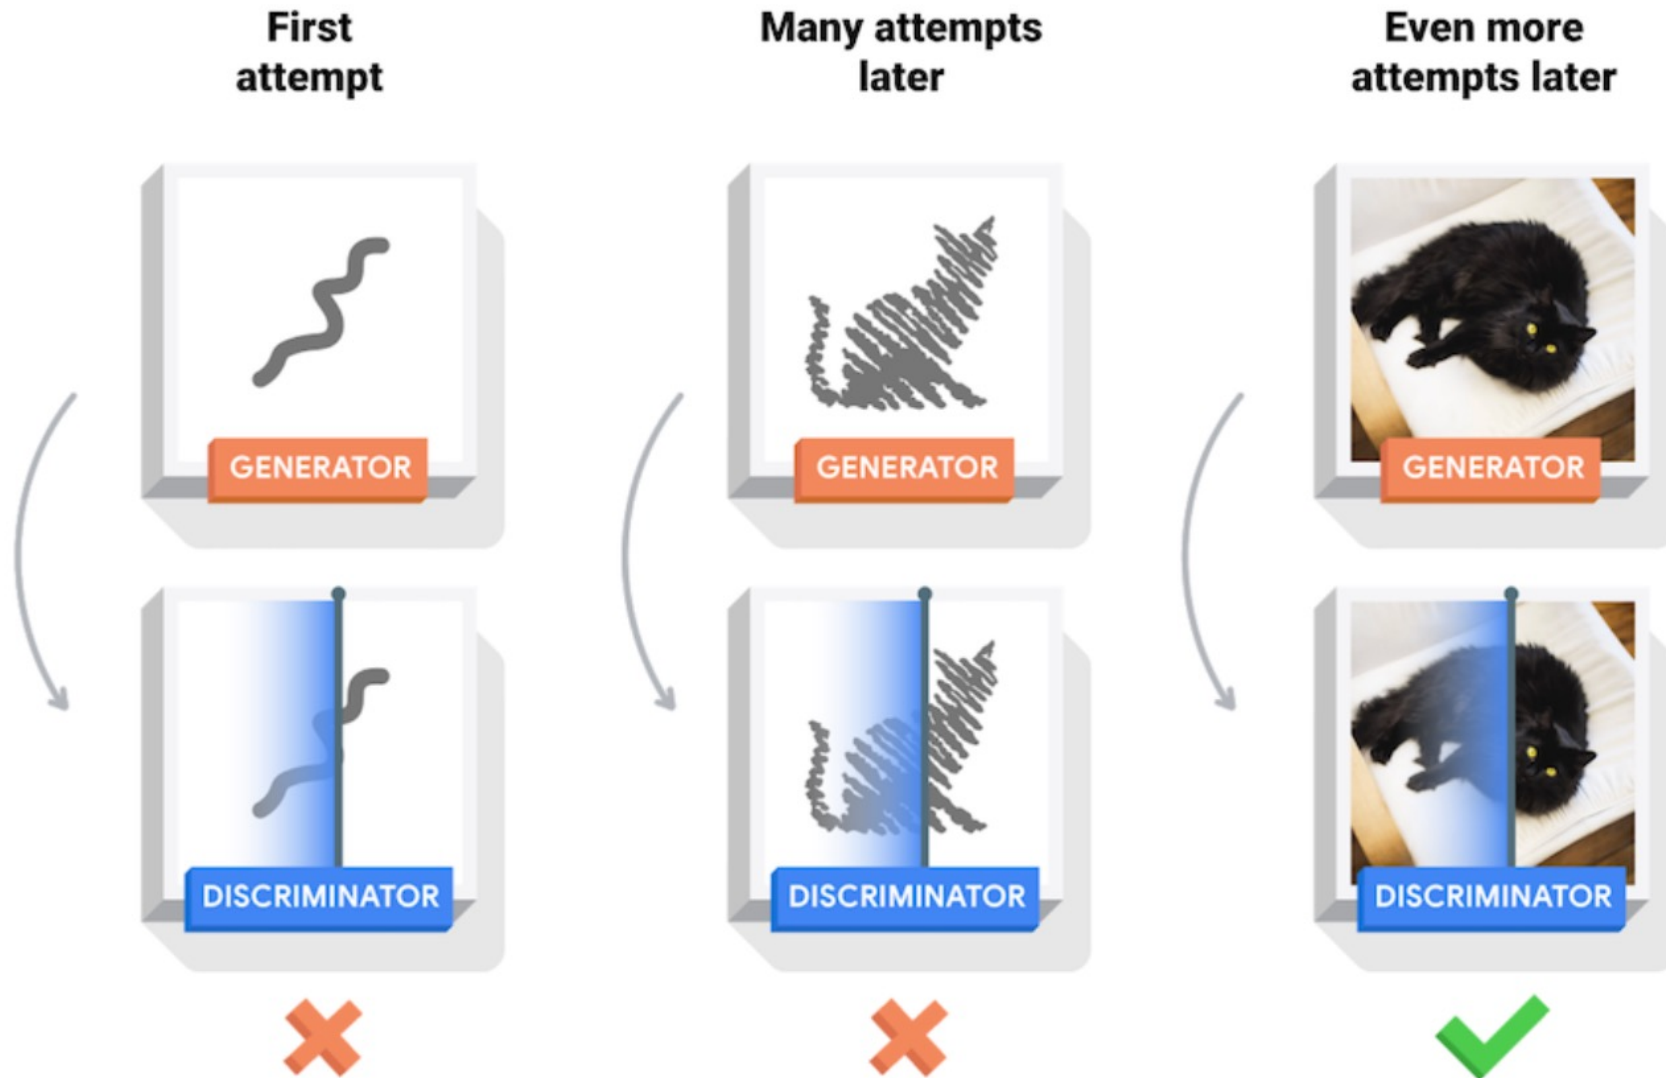 First
attempt
Many attempts
later
Even more
attempts later
GENERATOR
GENERATOR
GENERATOR
DISCRIMINATOR
DISCRIMINATOR
DISCRIMINATOR